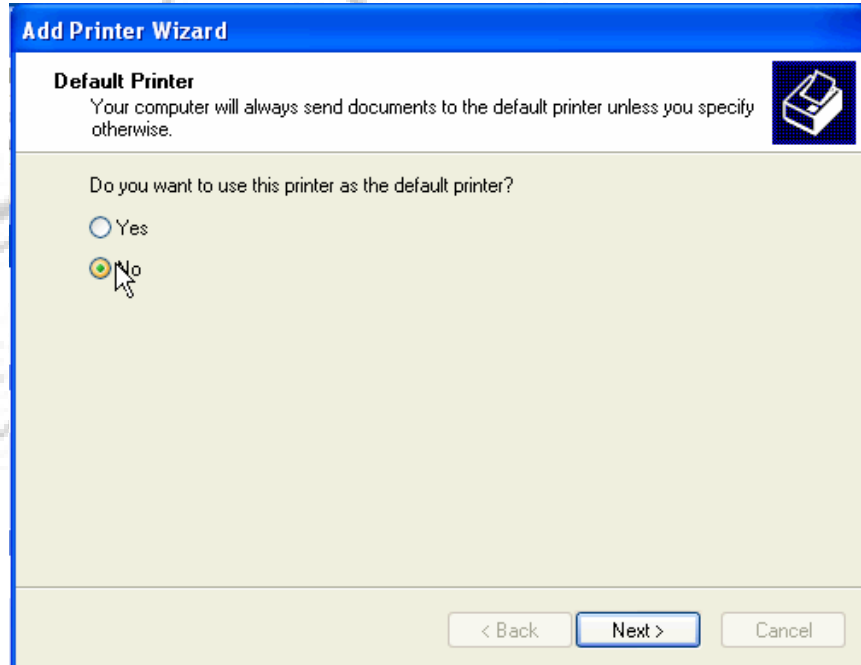 Add Printer Wizard
Default Printer
Your computer will always send documents to the default printer unless you specify
otherwise.
Do you want to use this printer as the default printer?
Yes
No
< Back
Next >
Cancel